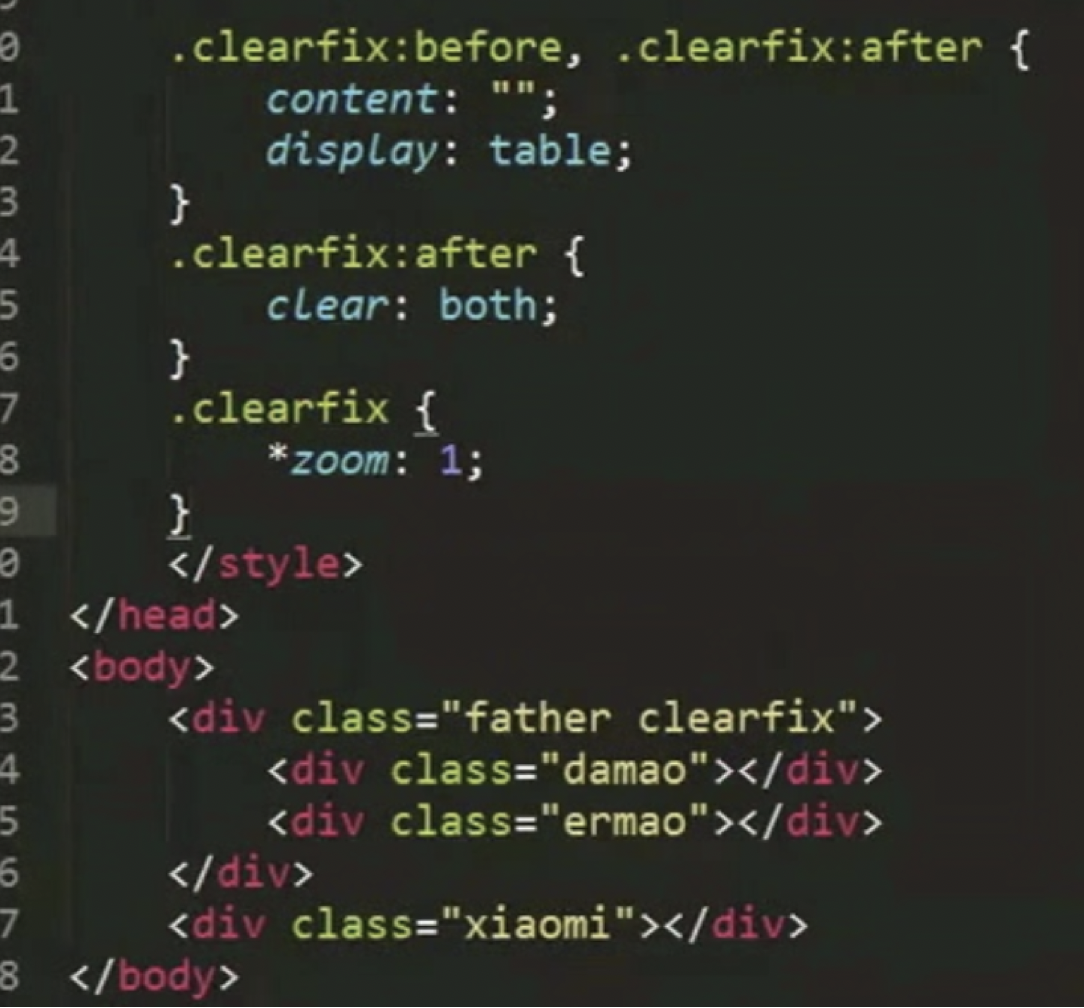 0 .clearfix:before, .clearfix:after {
1 content: "";
2 display: table;
3 }
4 .clearfix:after {
5 clear: both;
6 }
7 .clearfix {
8 *zoom: 1;
9 }
0 </style>
1 </head>
2 <body>
3 <div class="father clearfix">
4 <div class="damao"></div>
5 <div class="ermao"></div>
6 </div>
7 <div class="xiaomi"></div>
8 </body>